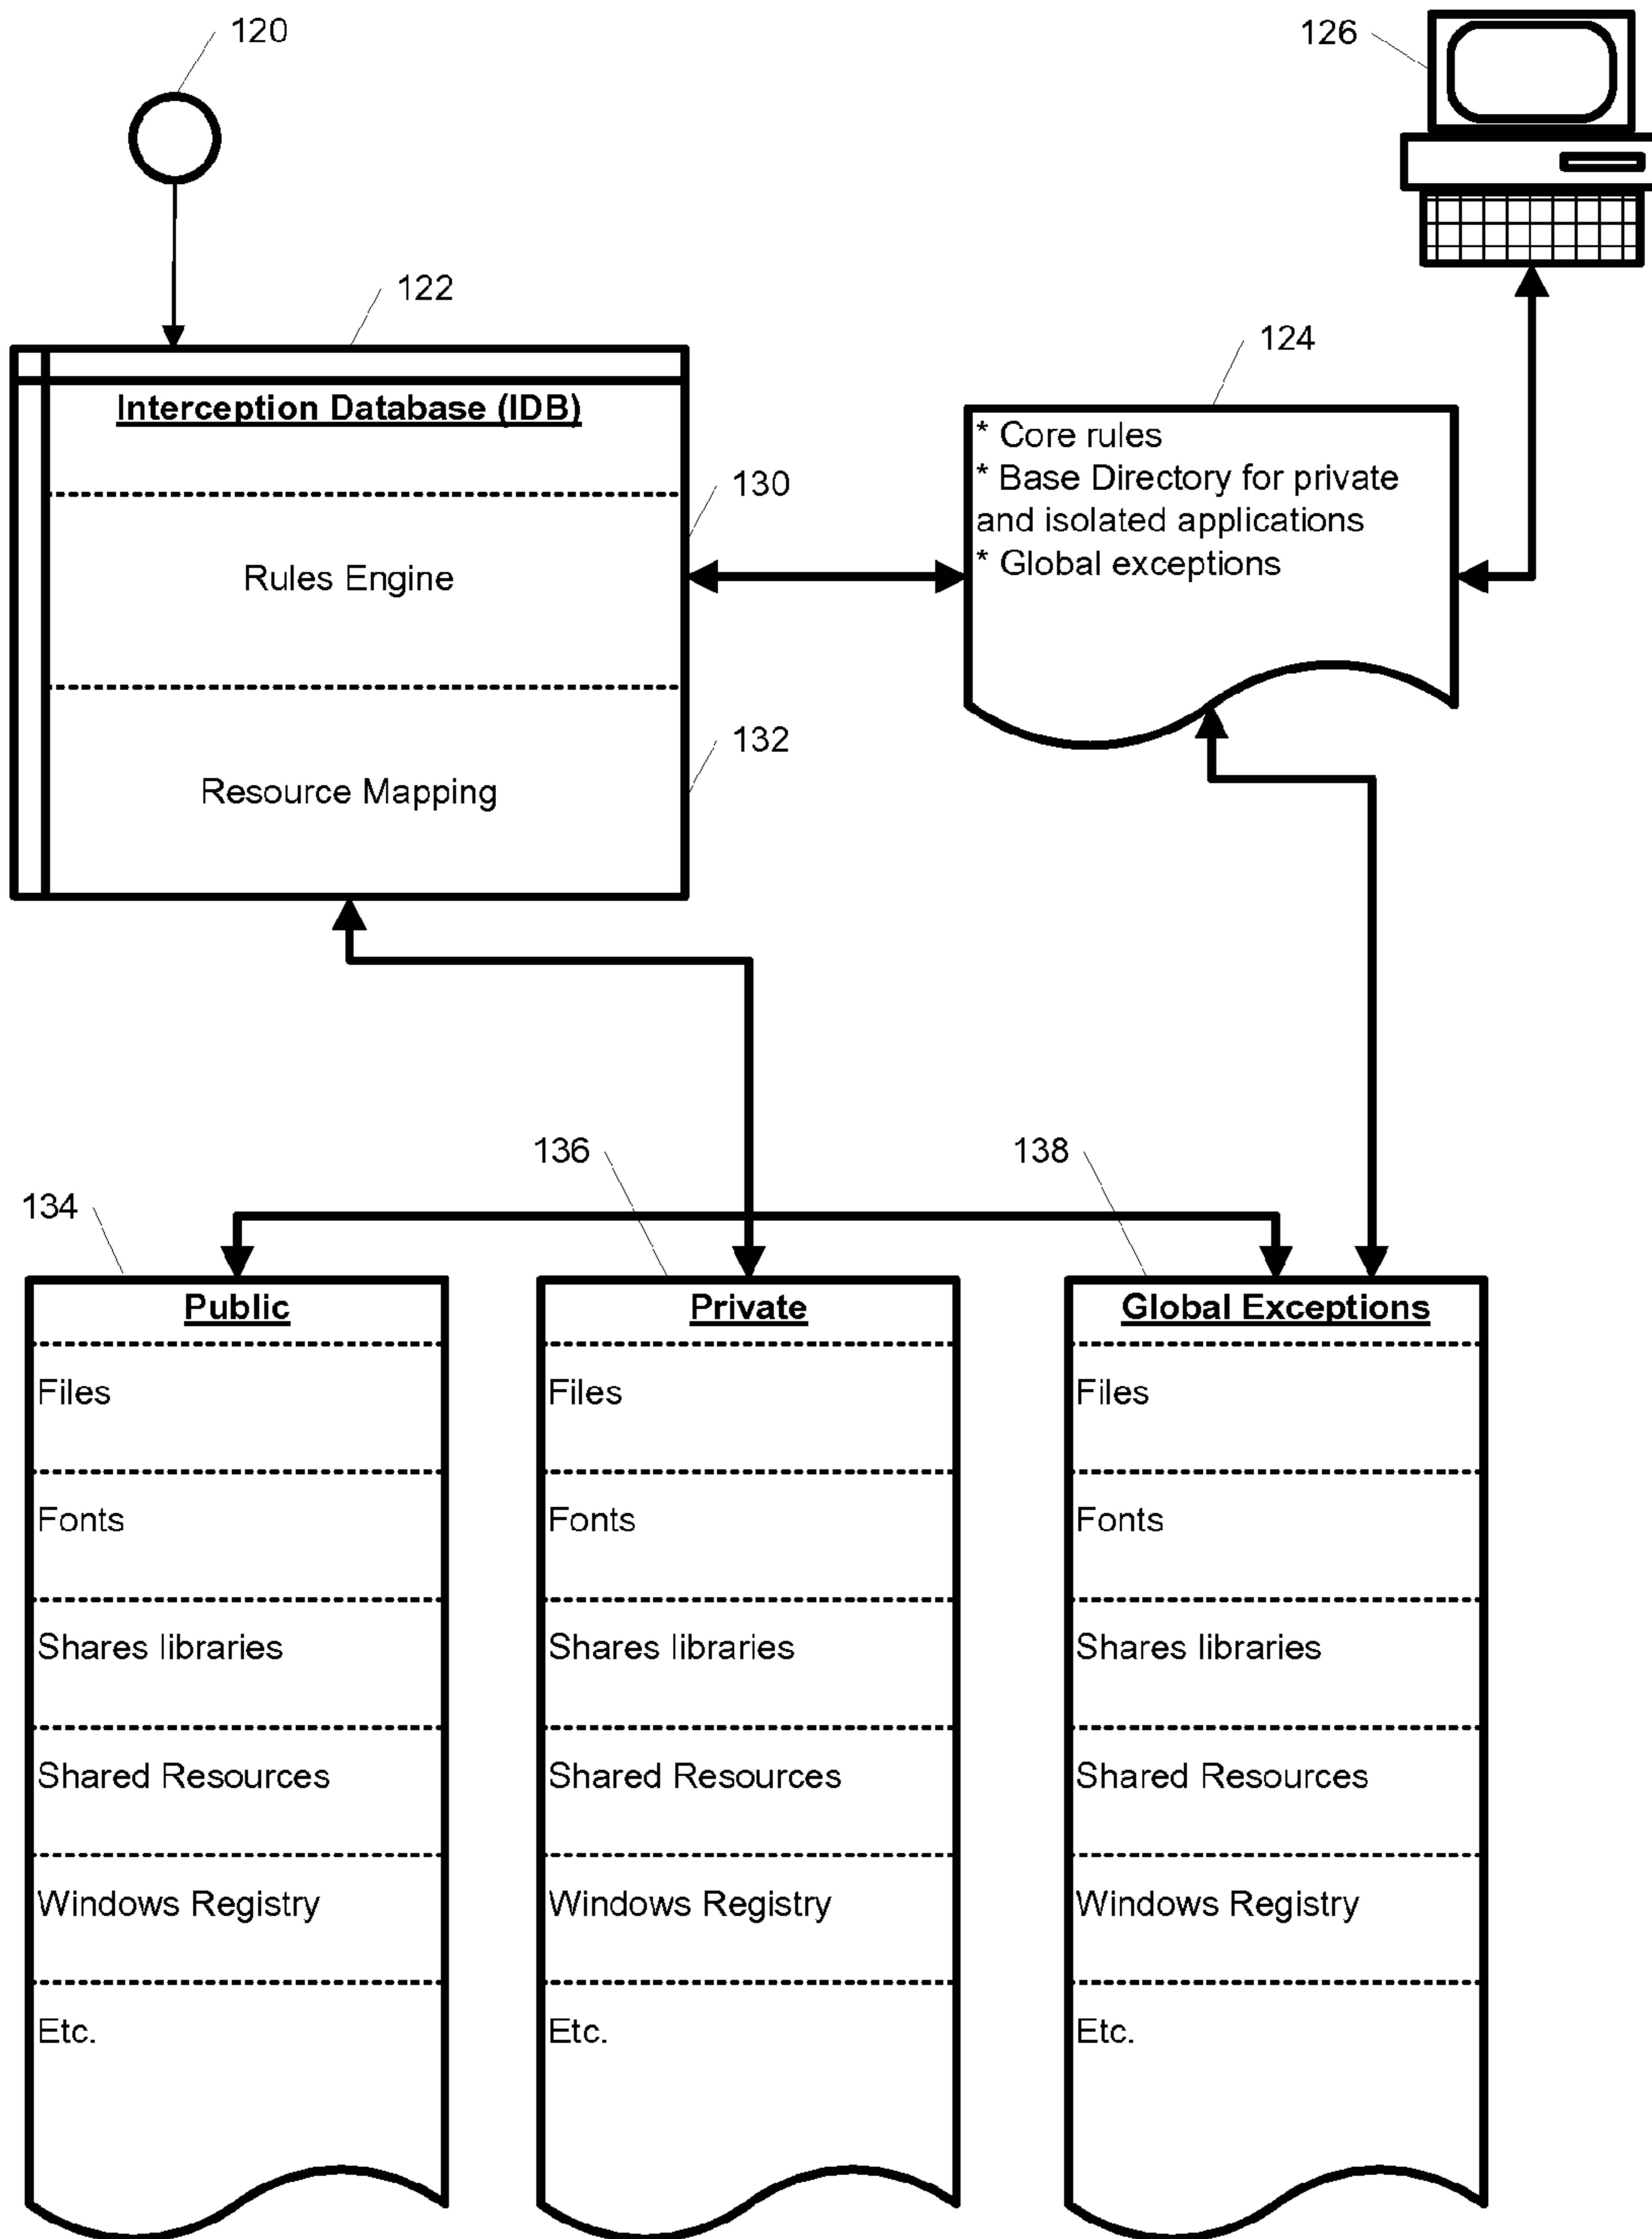 120
126
122
124
Interception Database (IDB)
* Core rules
* Base Directory for private
and isolated applications
* Global exceptions
130
Rules Engine
132
Resource Mapping
136
138
134
Public
Files
Fonts
Shares libraries
Shared Resources
Windows Registry
Etc.
Private
Files
Fonts
Shares libraries
Shared Resources
Windows Registry
Etc.
Global Exceptions
Files
Fonts
Shares libraries
Shared Resources
Windows Registry
Etc.